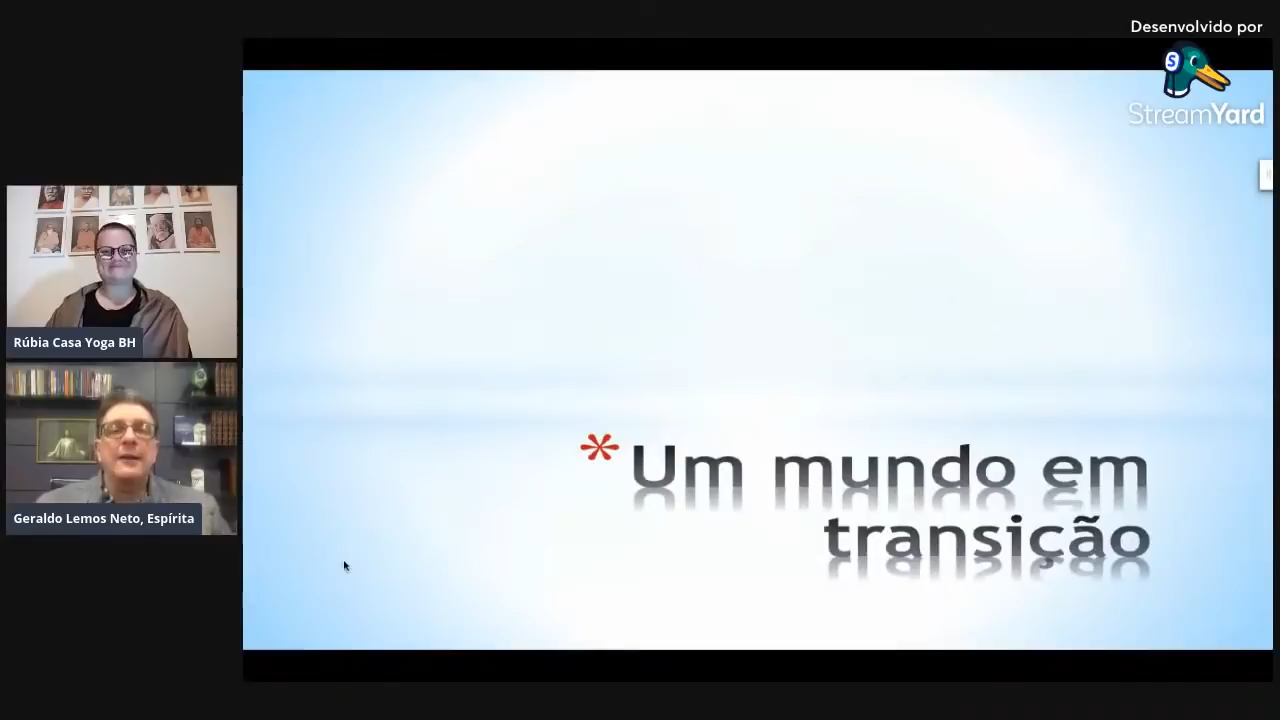 Desenvolvido por
StreamYard
Rúbia Casa Yoga BH
Geraldo Lemos Neto, Espírita
* Um mundo em
transição